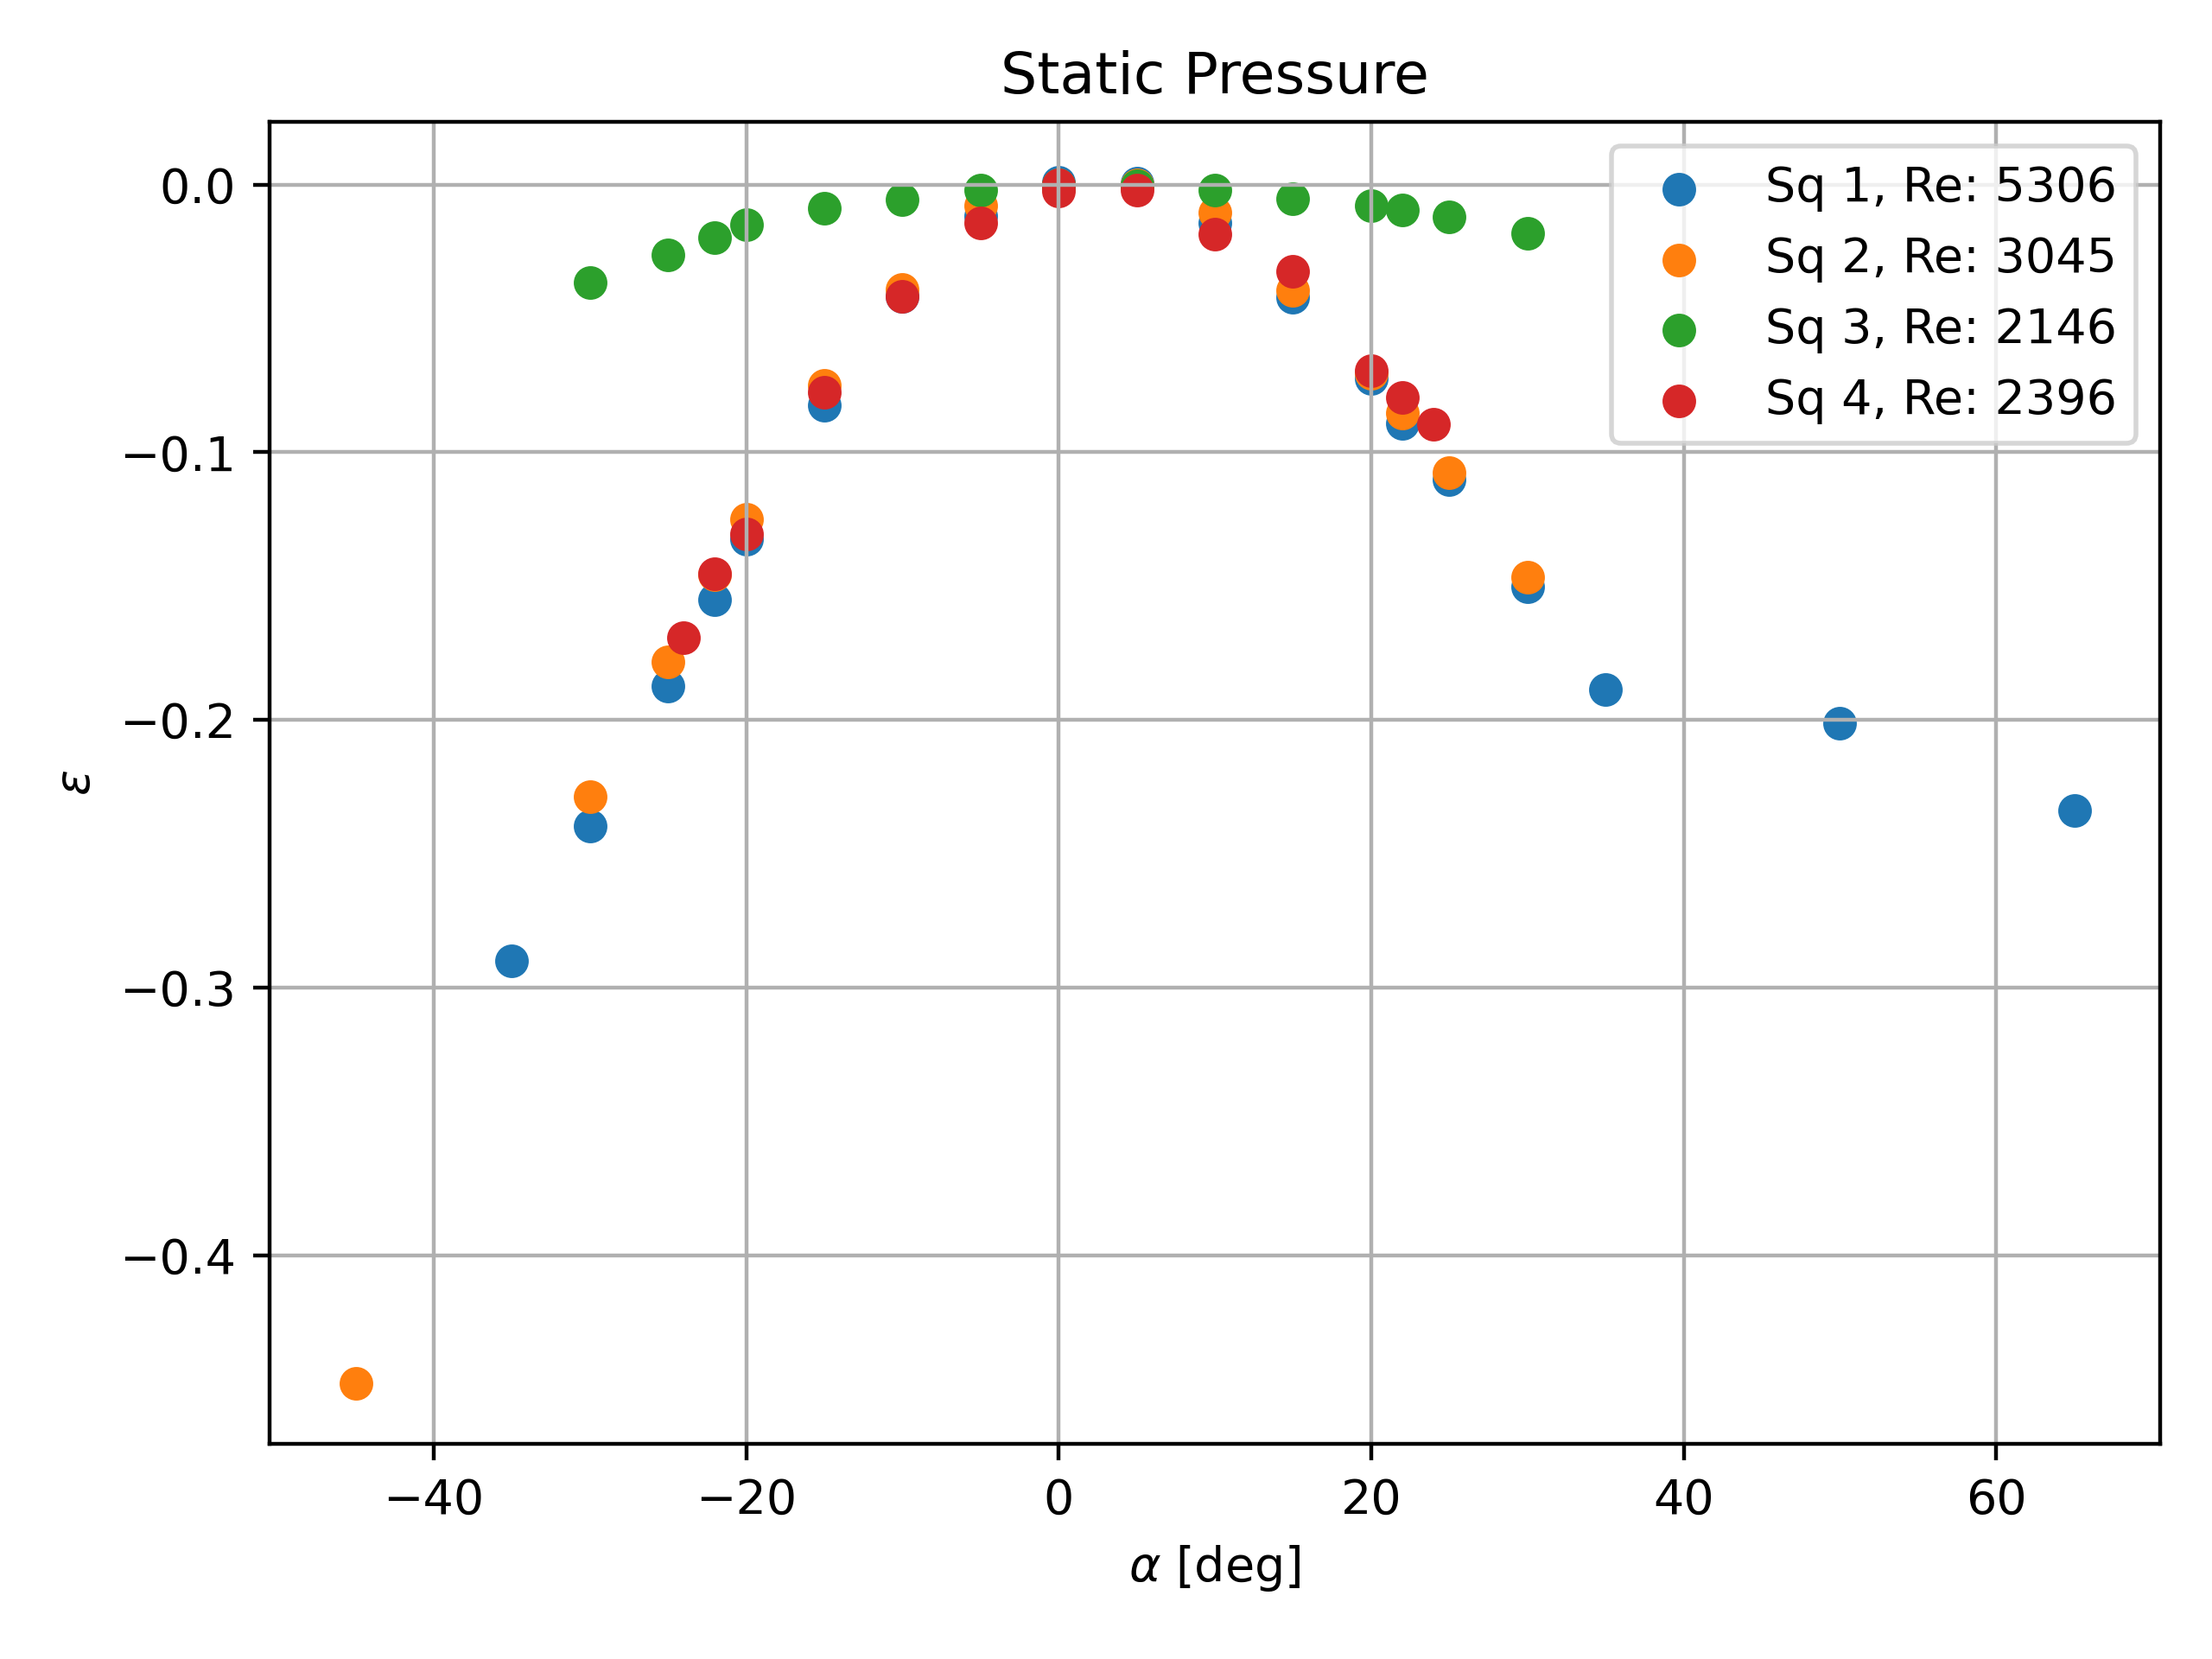 Static Pressure
0.0
−0.1
−0.2
−0.3
−0.4
ε
Sq 1, Re: 5306
Sq 2, Re: 3045
Sq 3, Re: 2146
Sq 4, Re: 2396
−40 −20 0 20 40 60
α [deg]